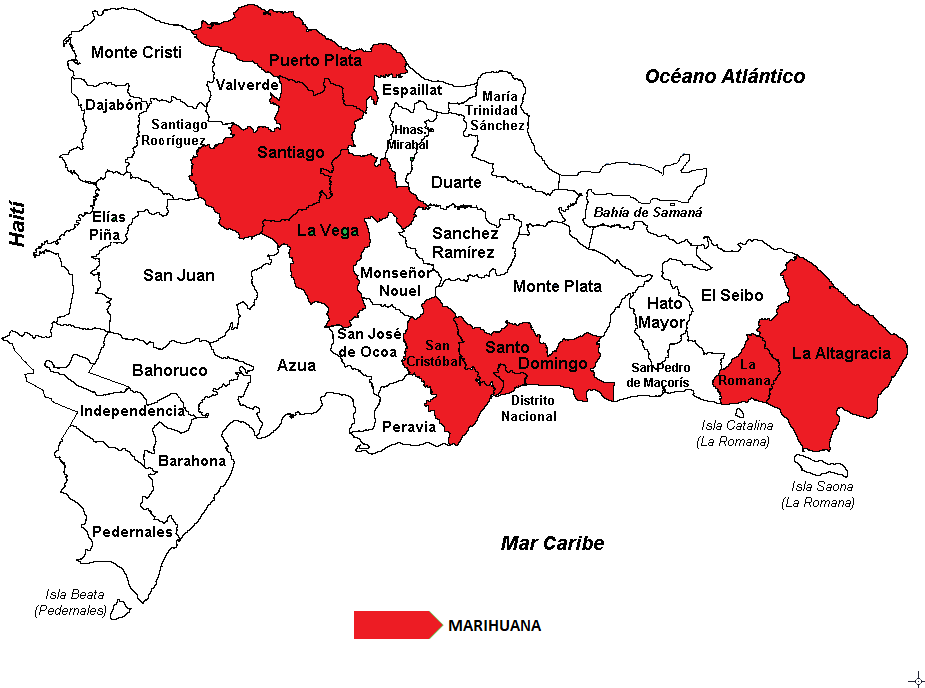 Monte Cristi
Puerto Plata
Océano Atlántico
Valverde
Espaillat
Dajabón
María
Trinidad
Sánchez
Santiago
Rodríguez
Hnas.
Mirabal
Santiago
Duarte
Haití
Elías
Piña
La Vega
Bahía de Samaná
Sanchez
Ramírez
San Juan
Monseñor
Nouel
Monte Plata
El Seibo
Hato
Mayor
San José
de Ocoa
San
Cristóbal
Santo
Domingo
La Altagracia
Azua
Bahoruco
San Pedro
de Macorís
La
Romana
Distrito
Nacional
Independencia
Peravia
Isla Catalina
(La Romana)
Barahona
Isla Saona
(La Romana)
Pedernales
Mar Caribe
Isla Beata
(Pedernales)
MARIHUANA